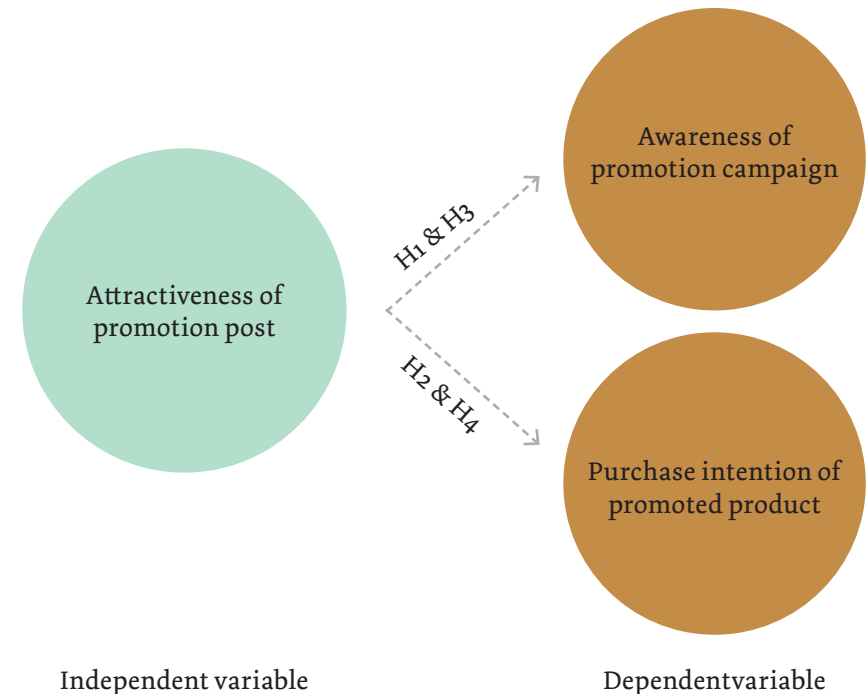 Awareness of
promotion campaign
H1 & H3
Attractiveness of
promotion post
H2 & H4
Purchase intention of
promoted product
Independent variable
Dependentvariable